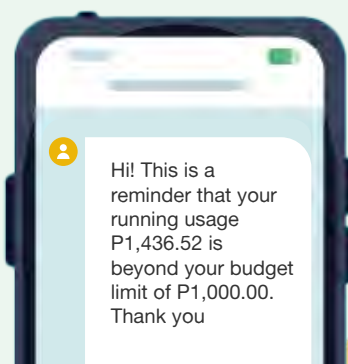 Hi! This is a
reminder that your
running usage
P1,436.52 is
beyond your budget
limit of P1,000.00.
Thank you